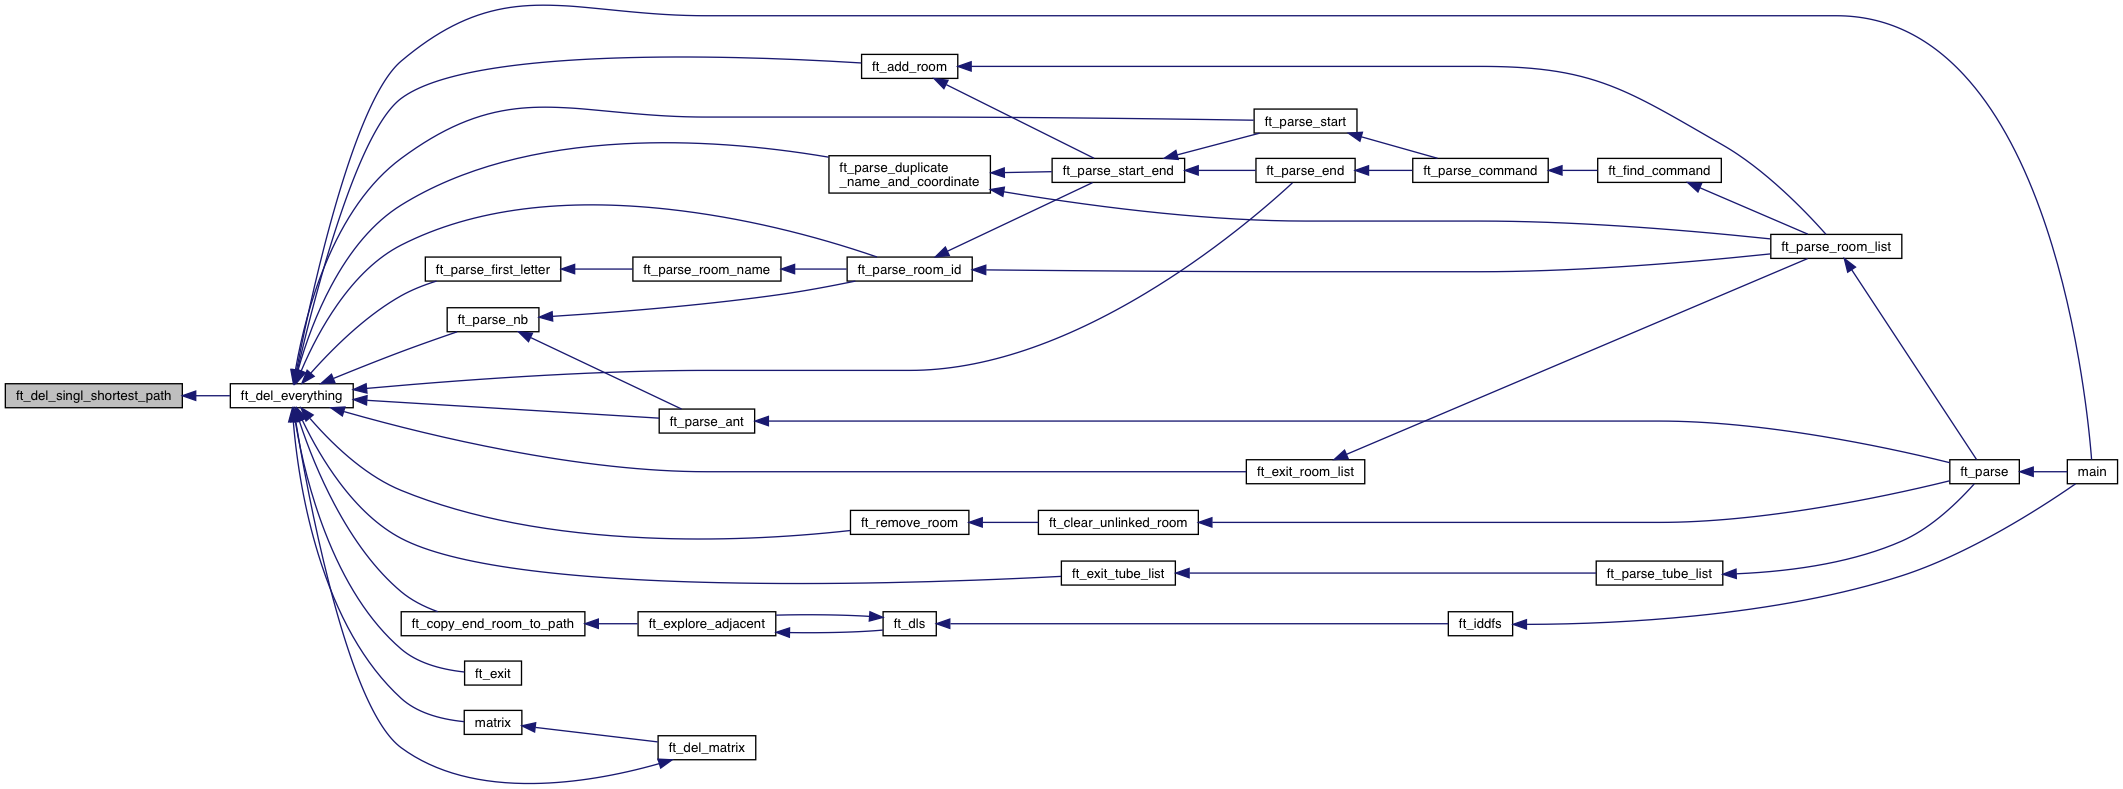 ft_add_room
ft_parse_start
ft_parse_duplicate
_name_and_coordinate
ft_parse_start_end
ft_parse_end
ft_parse_command
ft_find_command
ft_parse_room_list
ft_parse_first_letter
ft_parse_room_name
ft_parse_room_id
ft_parse_nb
ft_del_singl_shortest_path
ft_del_everything
ft_parse_ant
ft_exit_room_list
ft_parse
main
ft_remove_room
ft_clear_unlinked_room
ft_exit_tube_list
ft_parse_tube_list
ft_copy_end_room_to_path
ft_explore_adjacent
ft_dls
ft_iddfs
ft_exit
matrix
ft_del_matrix